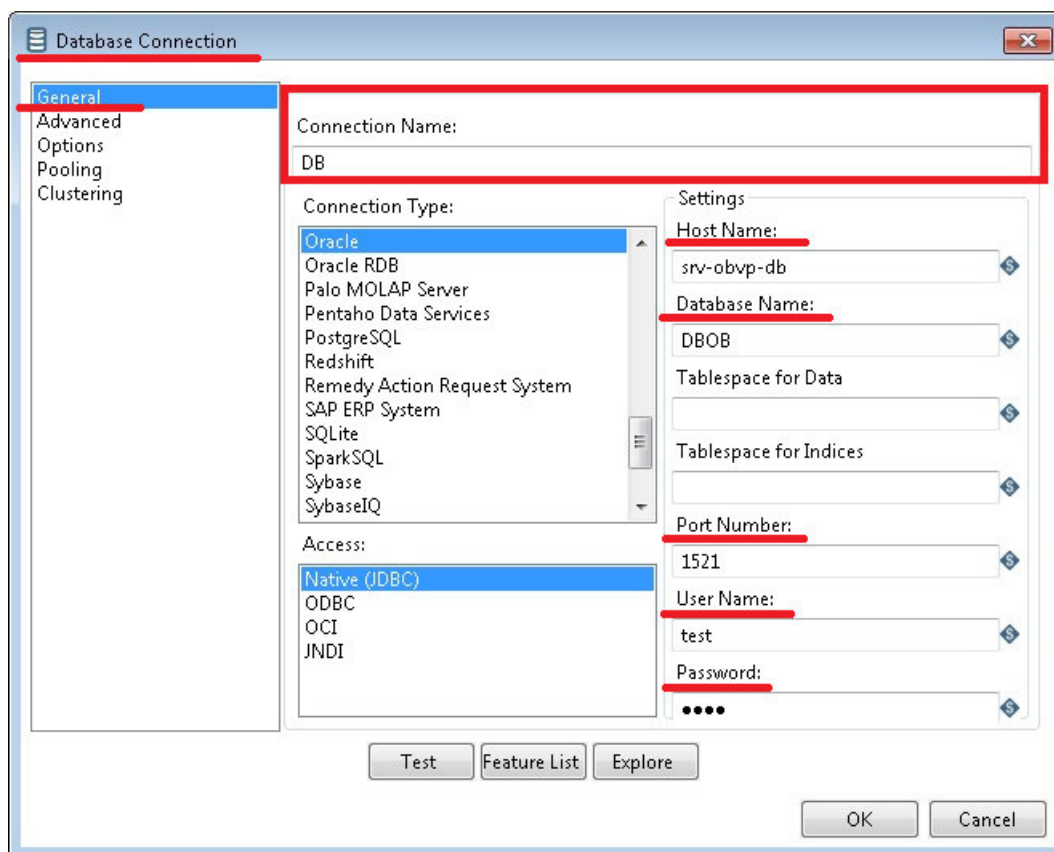 Database Connection
General
Advanced
Options
Pooling
Clustering
Connection Name:
DB
Connection Type:
Oracle
Oracle RDB
Palo MOLAP Server
Pentaho Data Services
PostgreSQL
Redshift
Remedy Action Request System
SAP ERP System
SQLite
SparkSQL
Sybase
SybaseIQ
Access:
Native (JDBC)
ODBC
OCI
JNDI
Settings
Host Name:
srv-obvp-db
Database Name:
DBOB
Tablespace for Data
Tablespace for Indices
Port Number:
1521
User Name:
test
Password:
●●●●
Test
Feature List
Explore
OK
Cancel